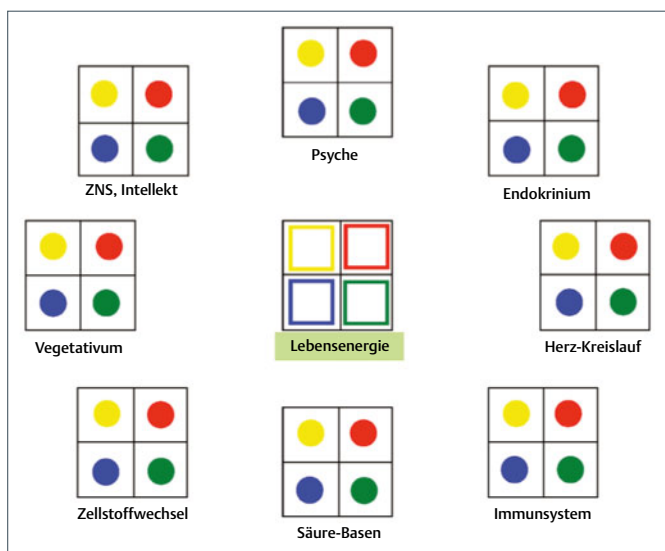 Psyche
ZNS, Intellekt
Endokrinium
Vegetativum
Lebensenergie
Herz-Kreislauf
Zellstoffwechsel
Säure-Basen
Immunsystem